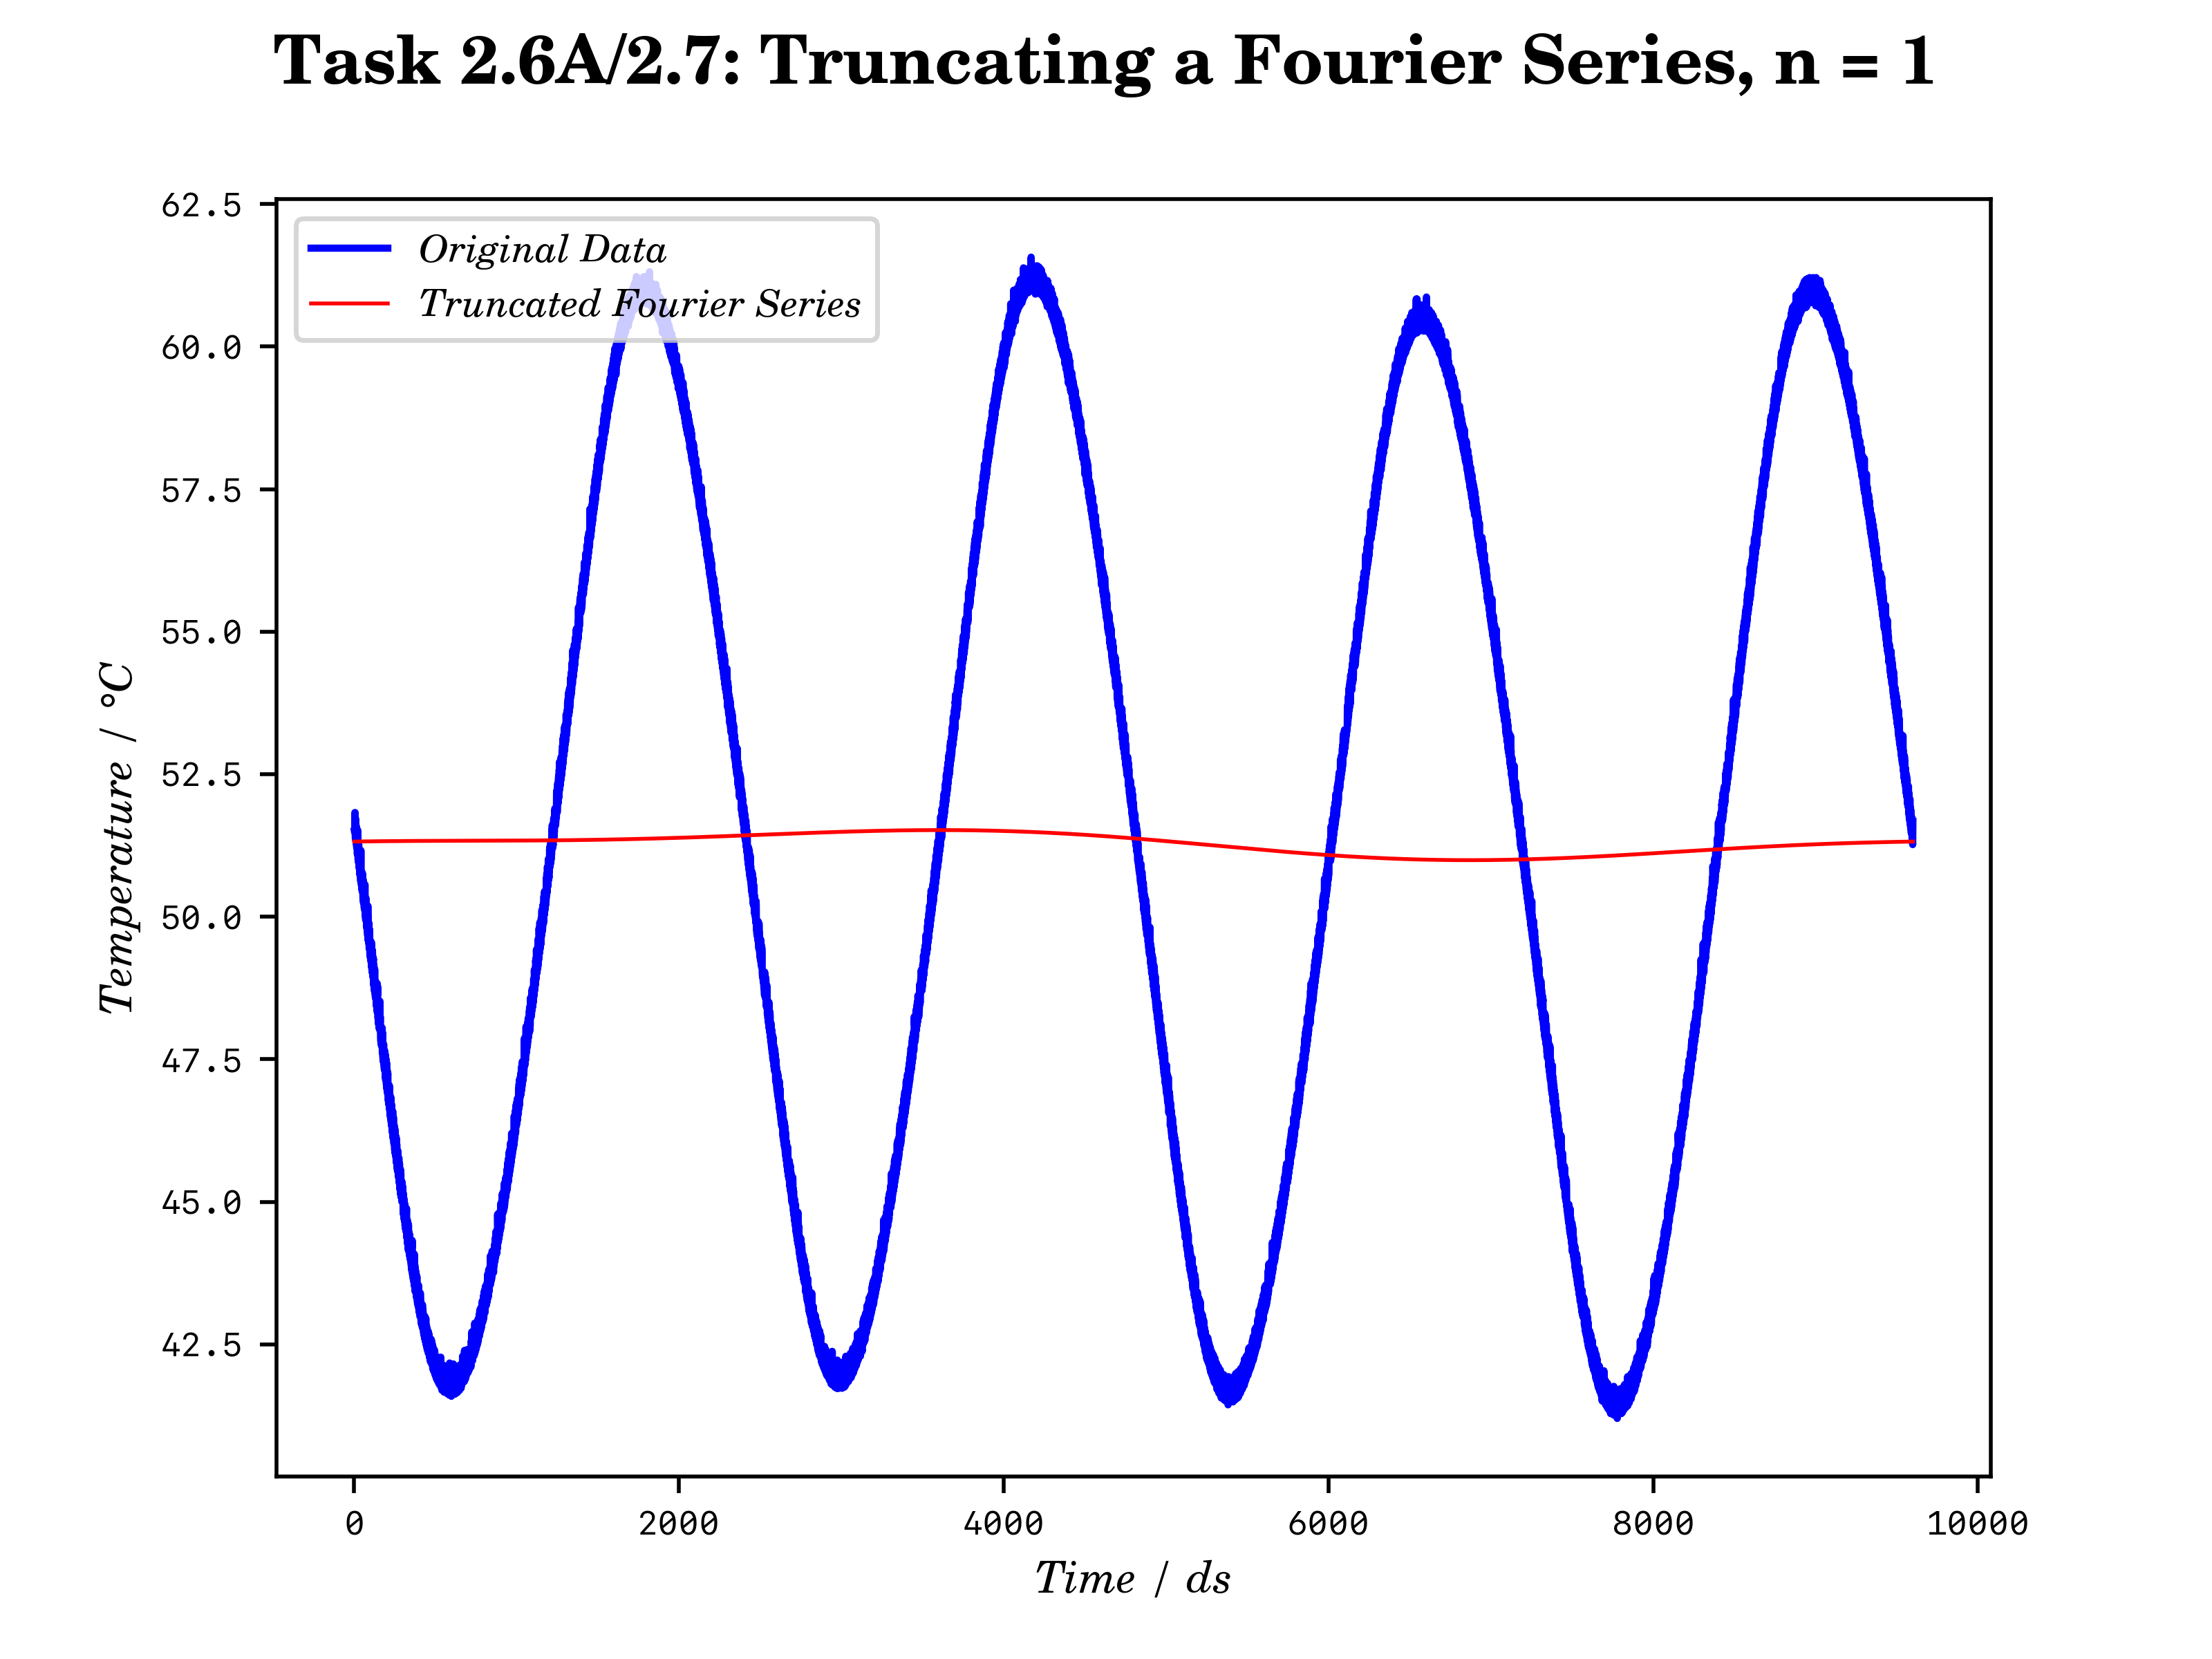 Task 2.6A/2.7: Truncating a Fourier Series, n = 1
Original Data
Truncated Fourier Series
62.5
60.0
57.5
55.0
52.5
50.0
47.5
45.0
42.5
Temperature / °C
0 2000 4000 6000 8000 10000
Time / ds